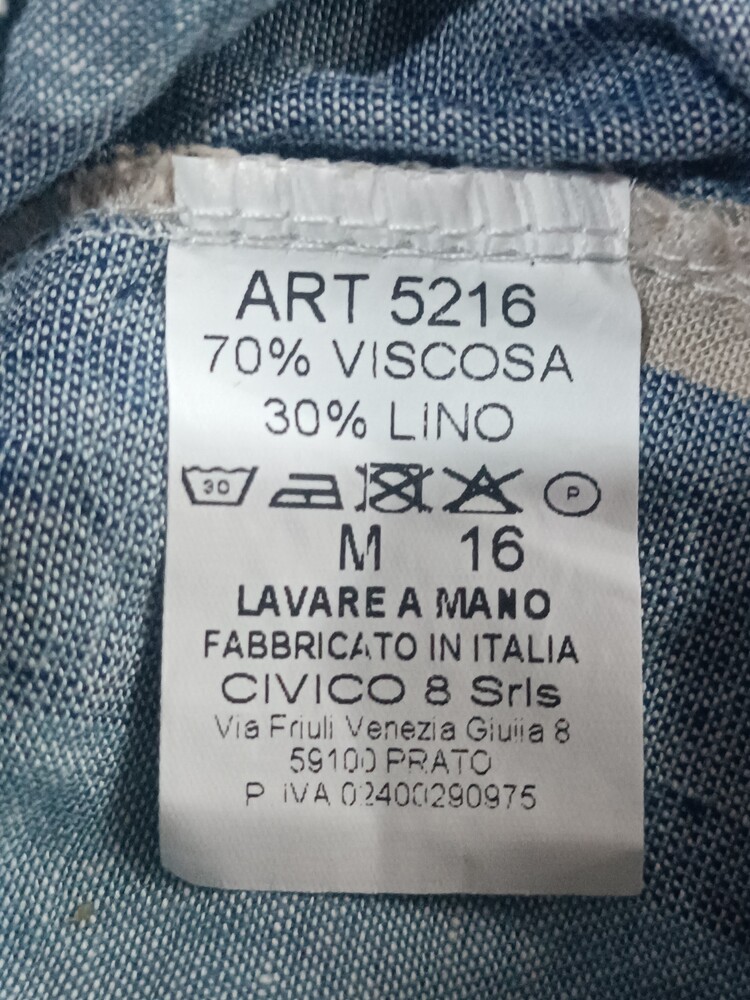 ART 5216
70% VISCOSA
30% LINO
30 P
M 16
LAVARE A MANO
FABBRICATO IN ITALIA
CIVICO 8 Srls
Via Friuli Venezia Giulia 8
59100 PRATO
P IVA 02400290975